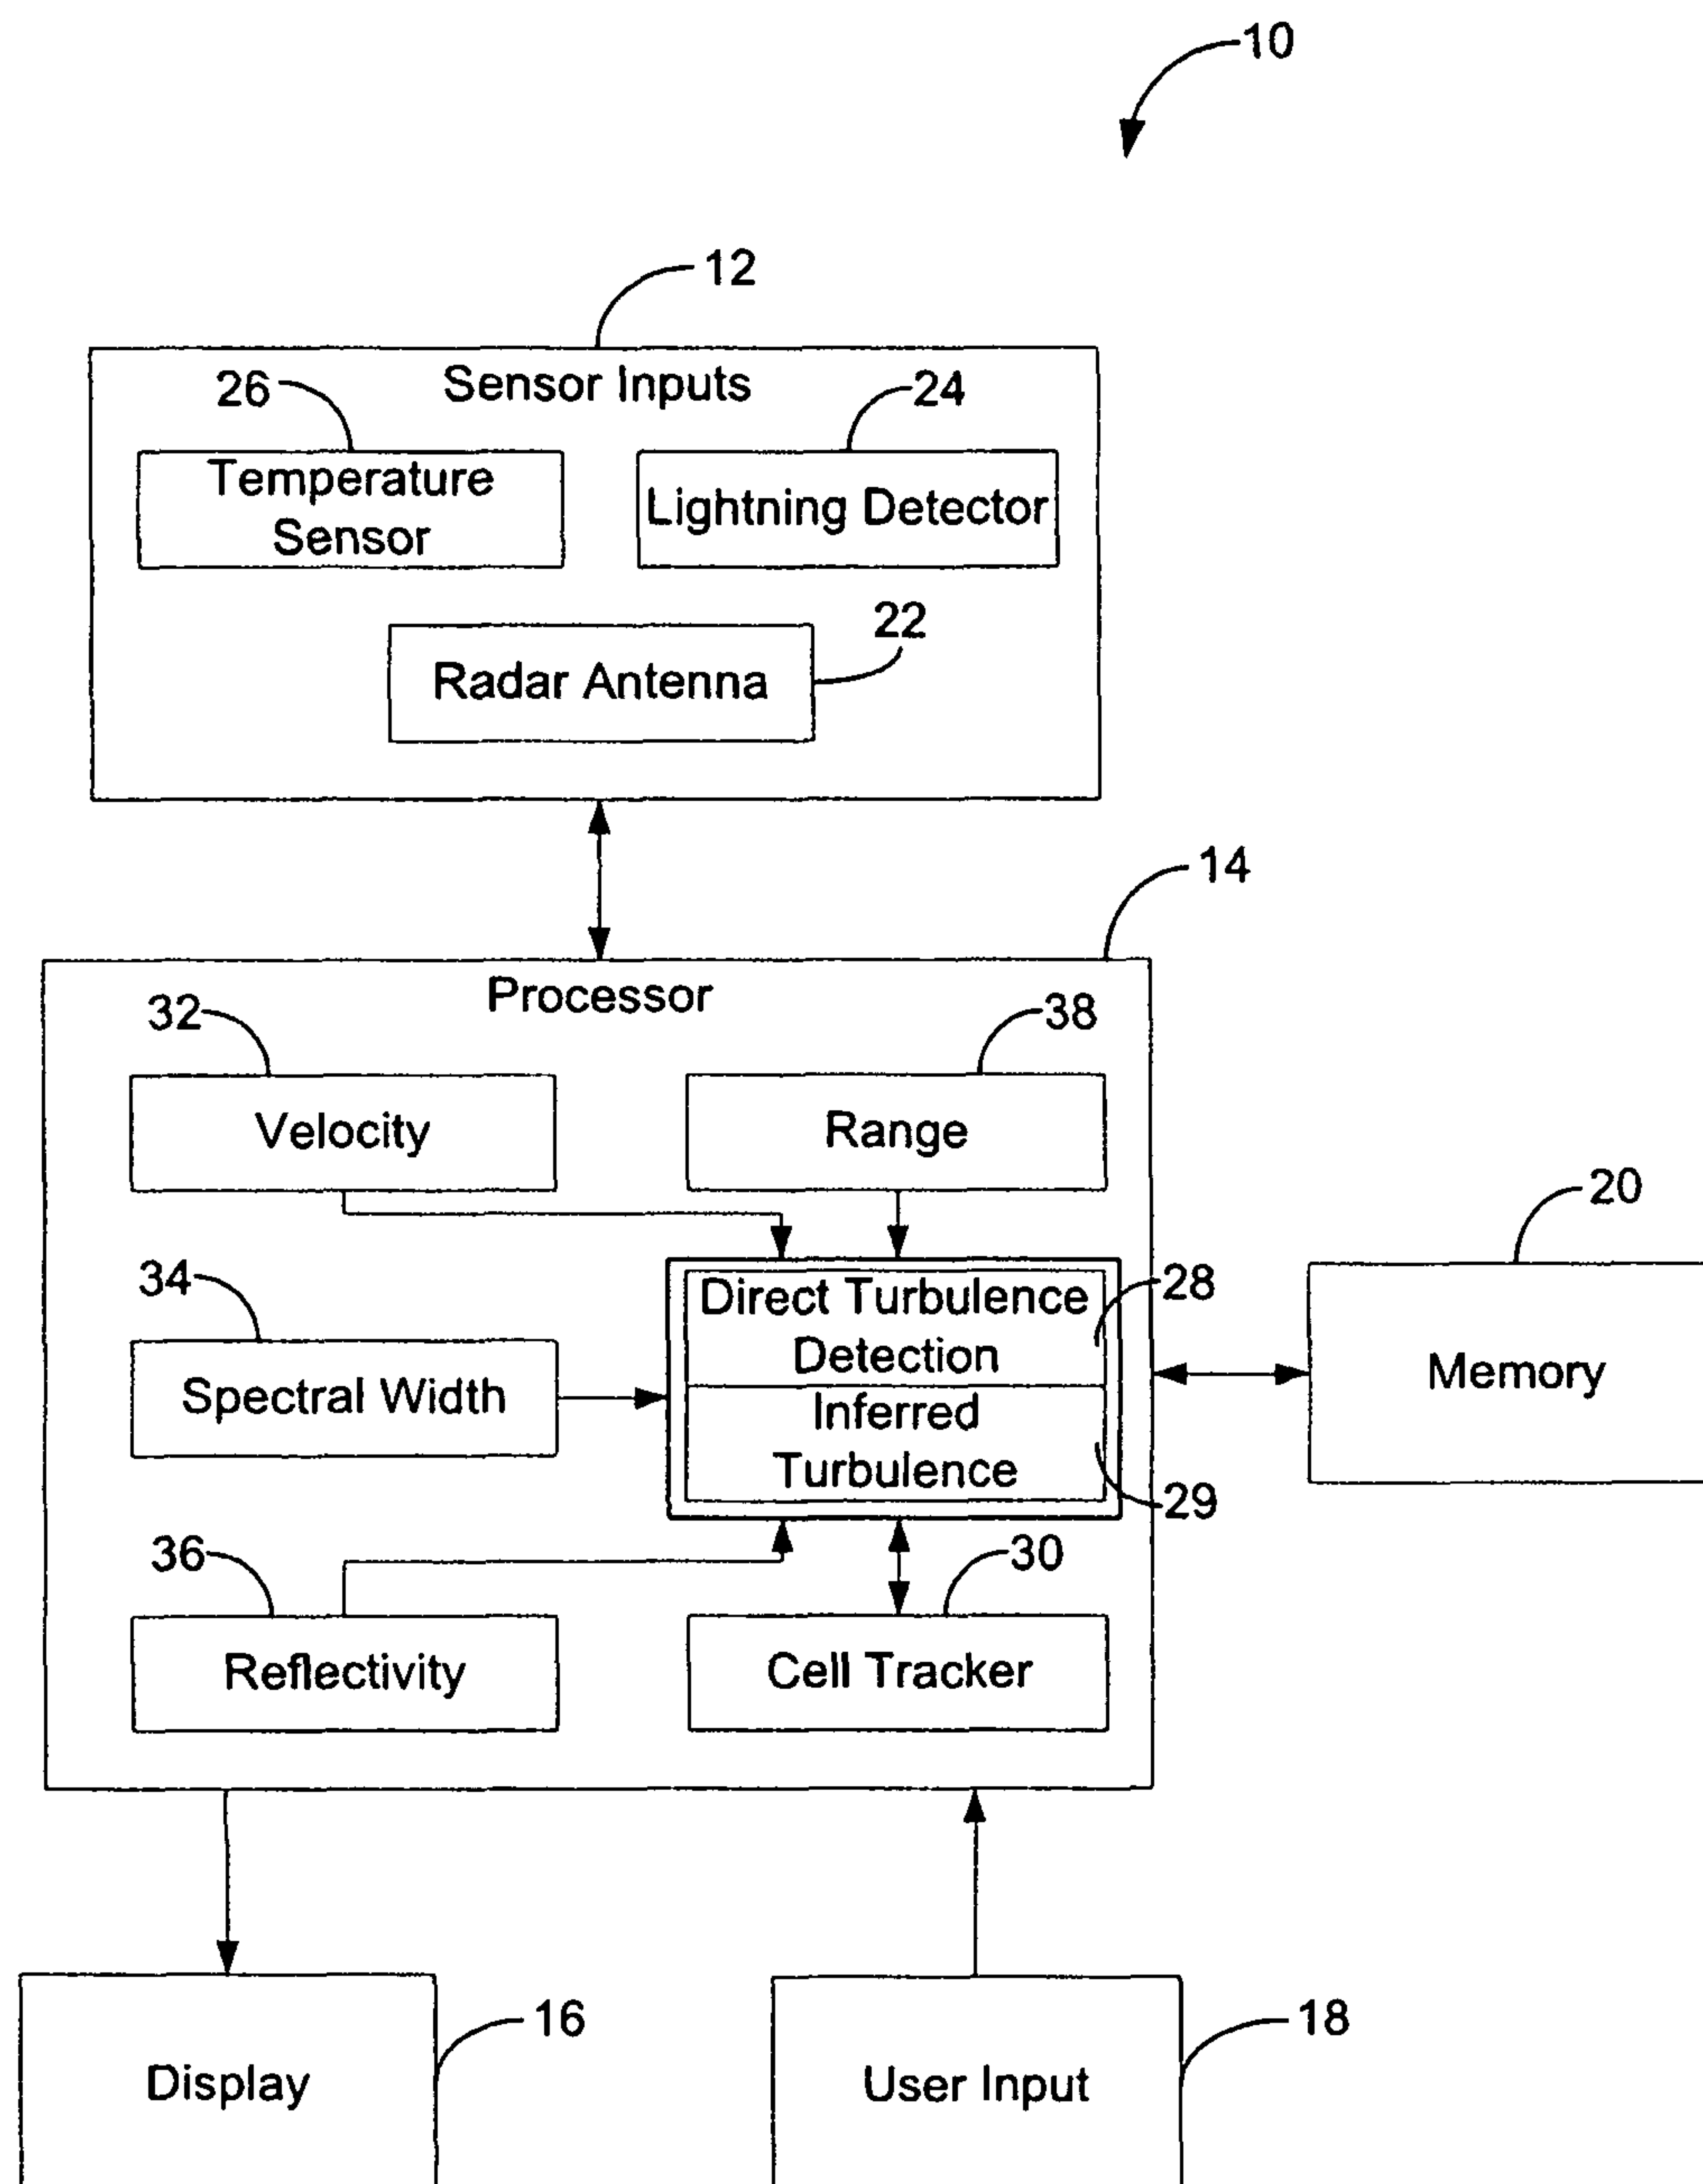 10
12
Sensor Inputs
26
24
Temperature
Sensor
Lightning Detector
22
Radar Antenna
14
Processor
32
38
Velocity
Range
20
34
28
Direct Turbulence
Detection
Spectral Width
Memory
Inferred
Turbulence
29
36
30
Reflectivity
Cell Tracker
16
18
Display
User Input